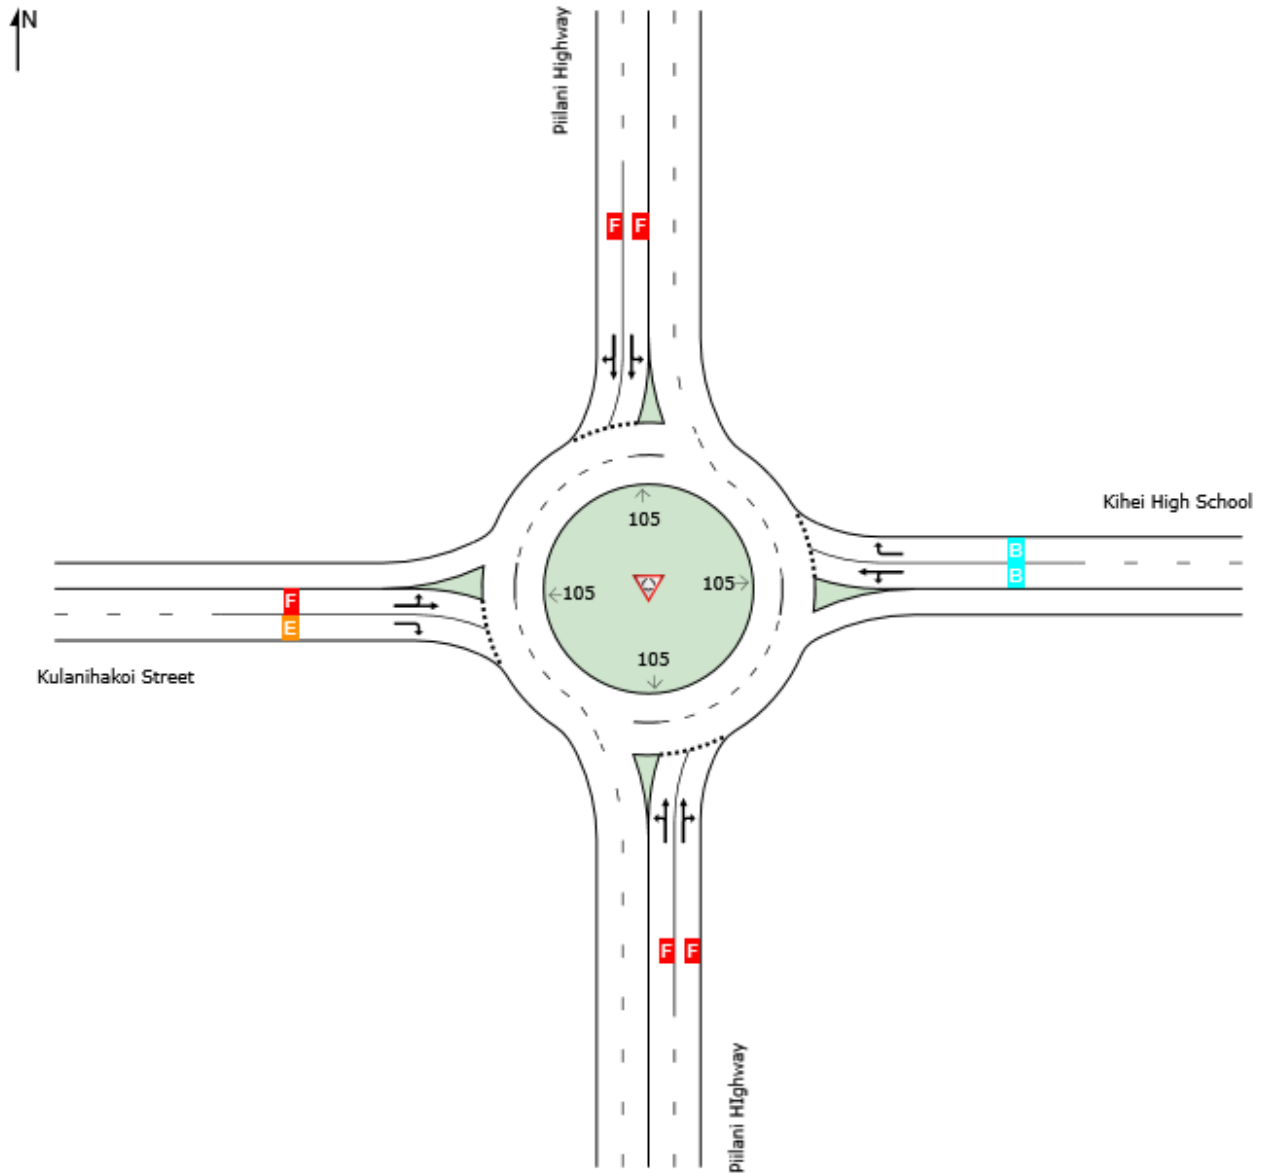 N
Piilani Highway
F F
105
Kihei High School
B
B
105
105
F
E
105
Kulanihakoi Street
F F
Piilani HIghway